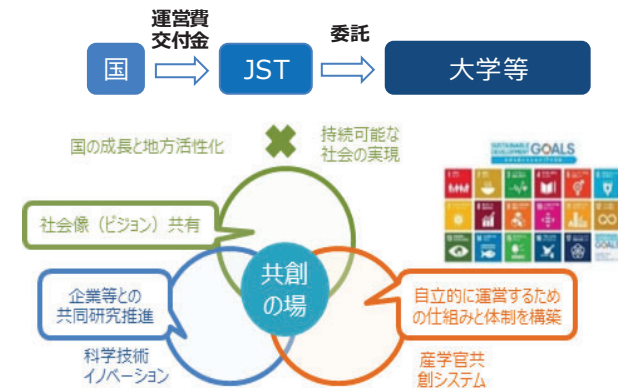 運営費
交付金
委託
国
JST
大学等
国の成長と地方活性化
持続可能な
社会の実現
SUSTAINABLE
DEVELOPMENT
GOALS
社会像（ビジョン）共有
共創
の場
企業等との
共同研究推進
自立的に運営するため
の仕組みと体制を構築
科学技術
イノベーション
産学官共
創システム